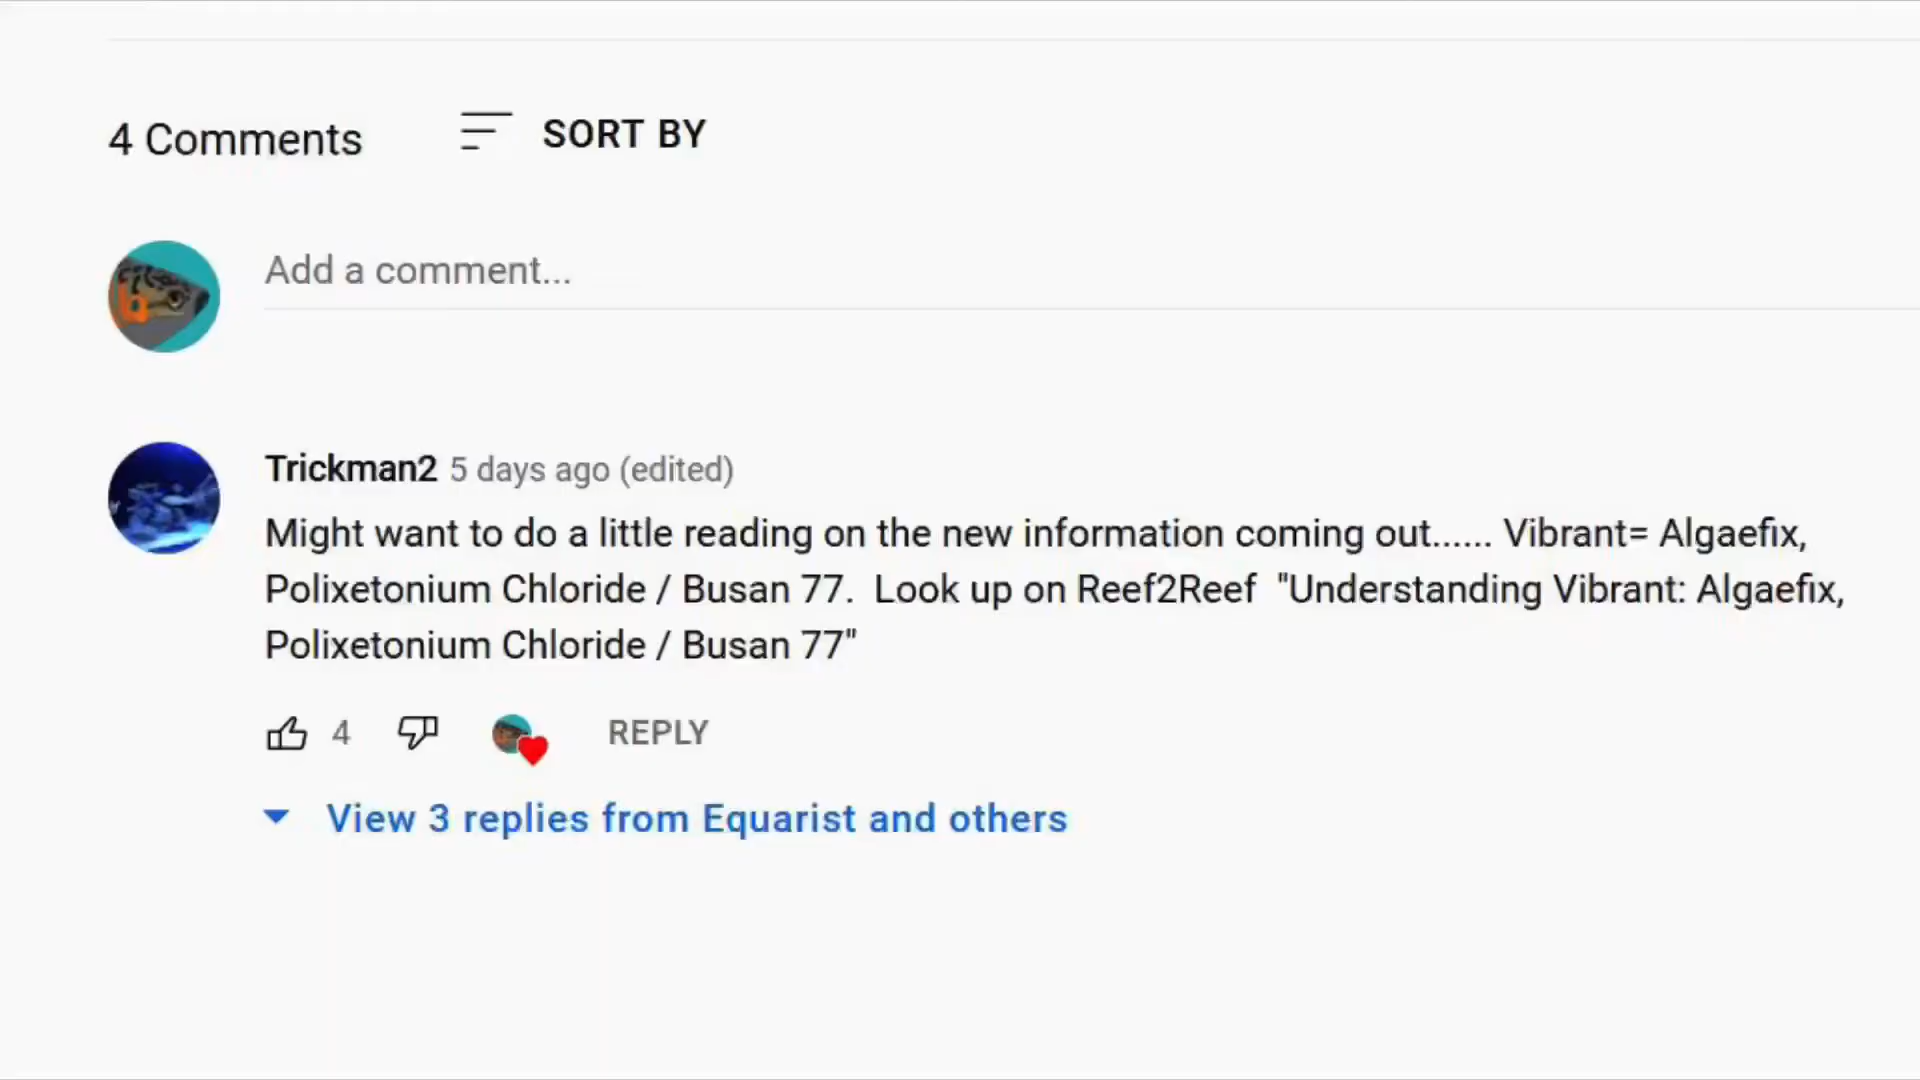 4 Comments SORT BY
Add a comment...
Trickman2 5 days ago (edited)
Might want to do a little reading on the new information coming out...... Vibrant= Algaefix,
Polixetonium Chloride / Busan 77.  Look up on Reef2Reef  "Understanding Vibrant: Algaefix,
Polixetonium Chloride / Busan 77"
4 REPLY
View 3 replies from Equarist and others